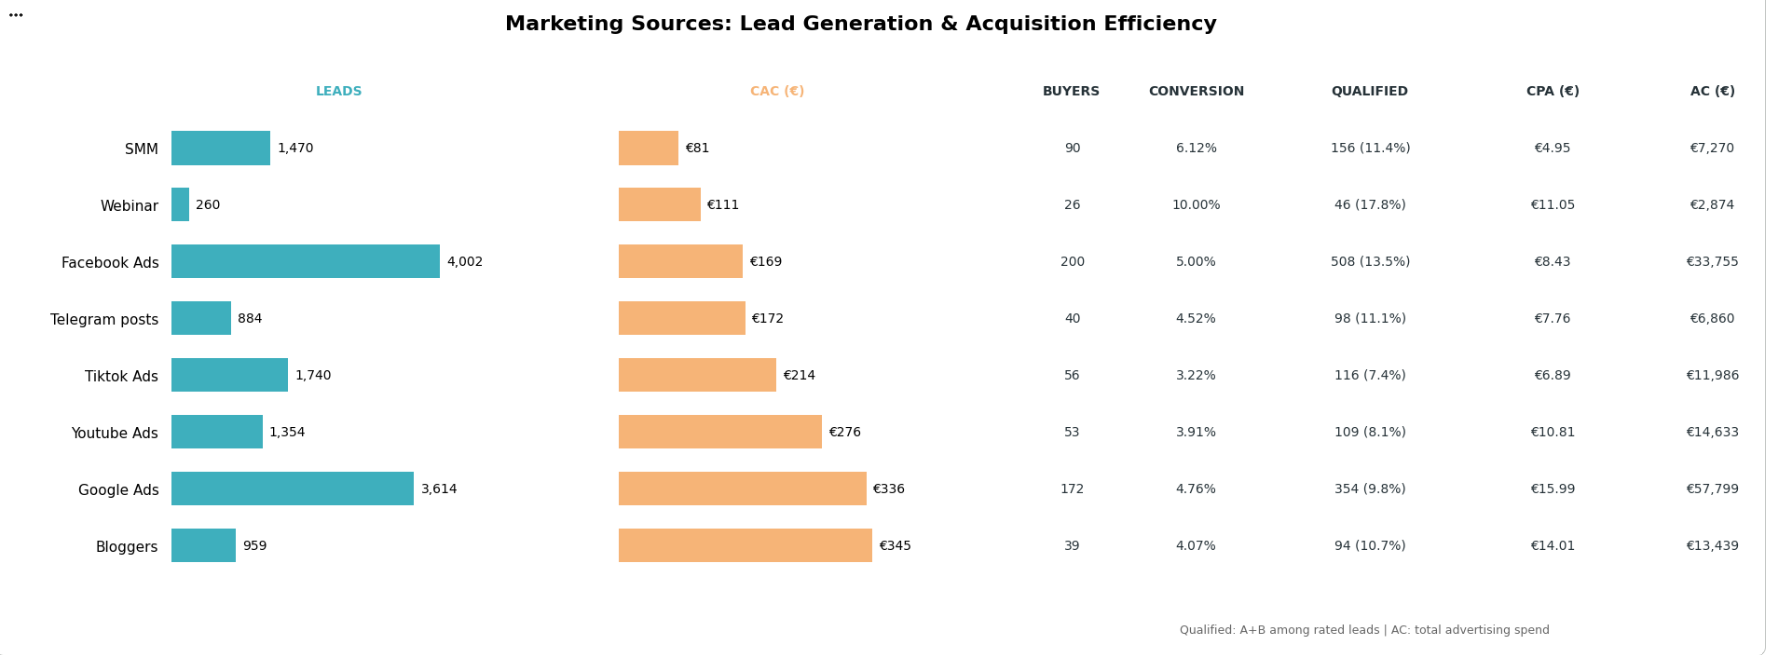 ...
Marketing Sources: Lead Generation & Acquisition Efficiency
LEADS CAC (€) BUYERS CONVERSION QUALIFIED CPA (€) AC (€)
SMM 1,470 €81 90 6.12% 156 (11.4%) €4.95 €7,270
Webinar 260 €111 26 10.00% 46 (17.8%) €11.05 €2,874
Facebook Ads 4,002 €169 200 5.00% 508 (13.5%) €8.43 €33,755
Telegram posts 884 €172 40 4.52% 98 (11.1%) €7.76 €6,860
Tiktok Ads 1,740 €214 56 3.22% 116 (7.4%) €6.89 €11,986
Youtube Ads 1,354 €276 53 3.91% 109 (8.1%) €10.81 €14,633
Google Ads 3,614 €336 172 4.76% 354 (9.8%) €15.99 €57,799
Bloggers 959 €345 39 4.07% 94 (10.7%) €14.01 €13,439
Qualified: A+B among rated leads | AC: total advertising spend